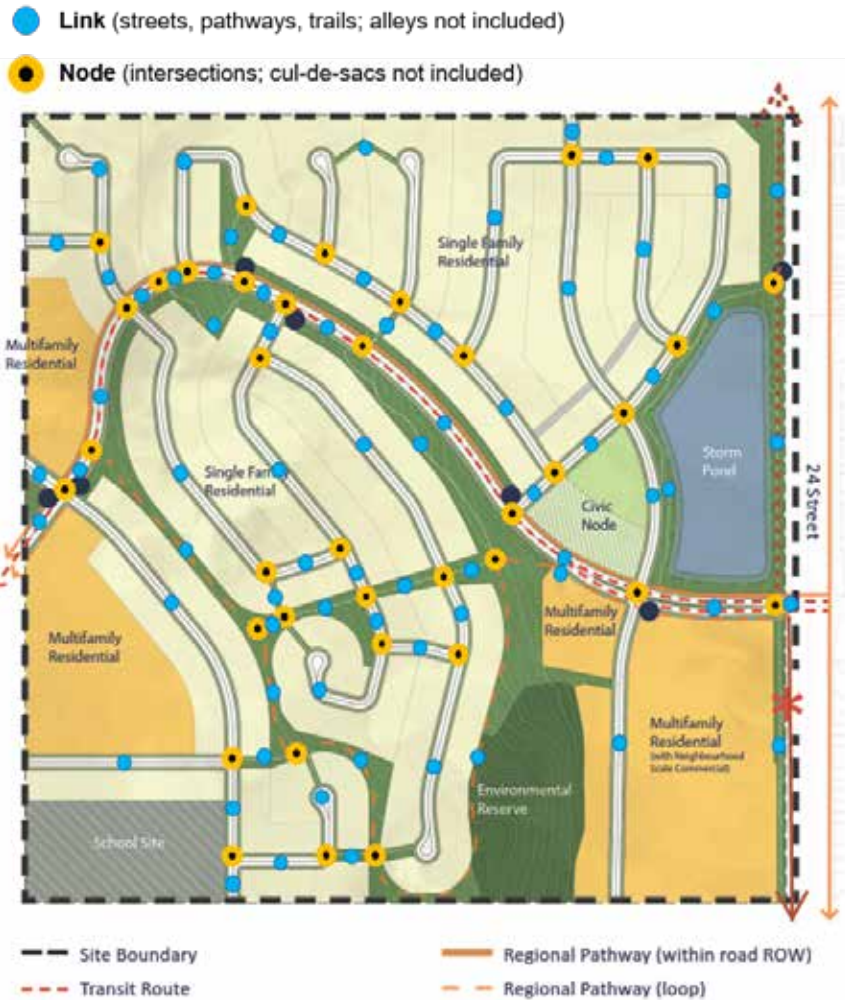 Link (streets, pathways, trails; alleys not included)
Node (intersections; cul-de-sacs not included)
Single Family
Residential
Multifamily
Residential
Single Family
Residential
Storm
Pond
24 Street
Civic
Node
Multifamily
Residential
Multifamily
Residential
Multifamily
Residential
(with Neighbourhood
Scale Commercial)
Environmental
Reserve
School Site
Site Boundary
Regional Pathway (within road ROW)
Transit Route
Regional Pathway (loop)